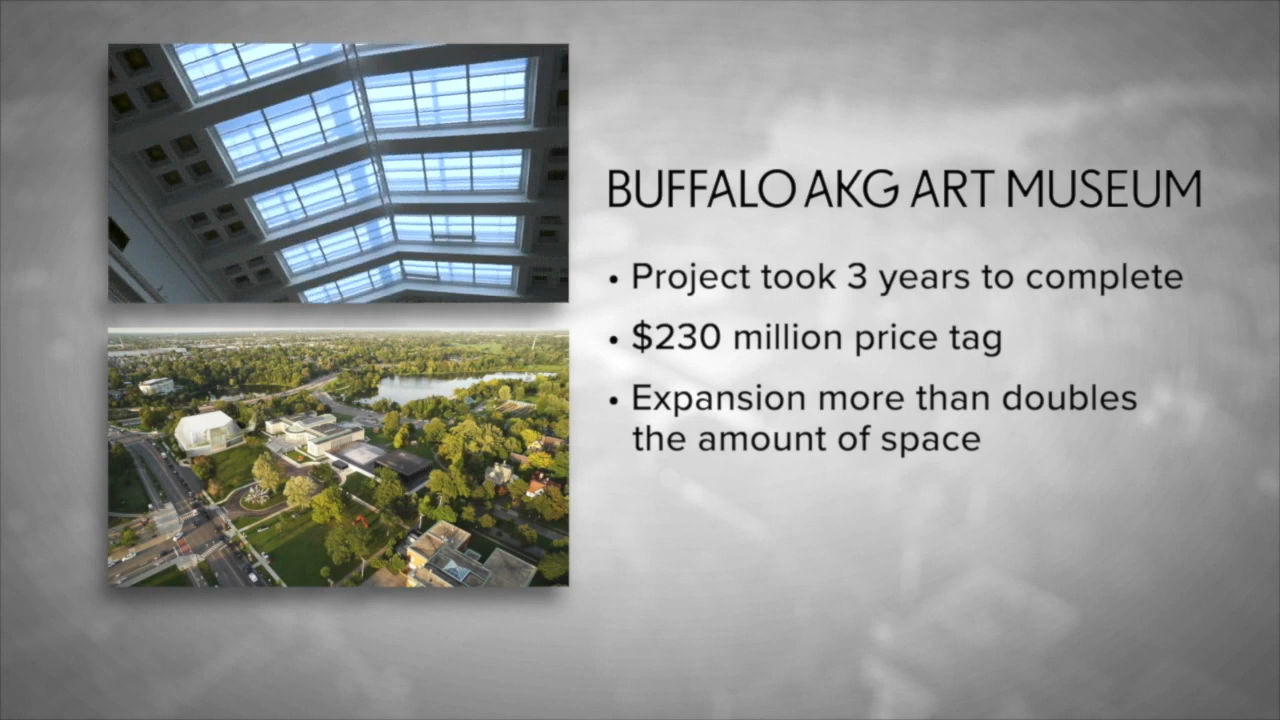 BUFFALO AKG ART MUSEUM
• Project took 3 years to complete
• $230 million price tag
• Expansion more than doubles
the amount of space